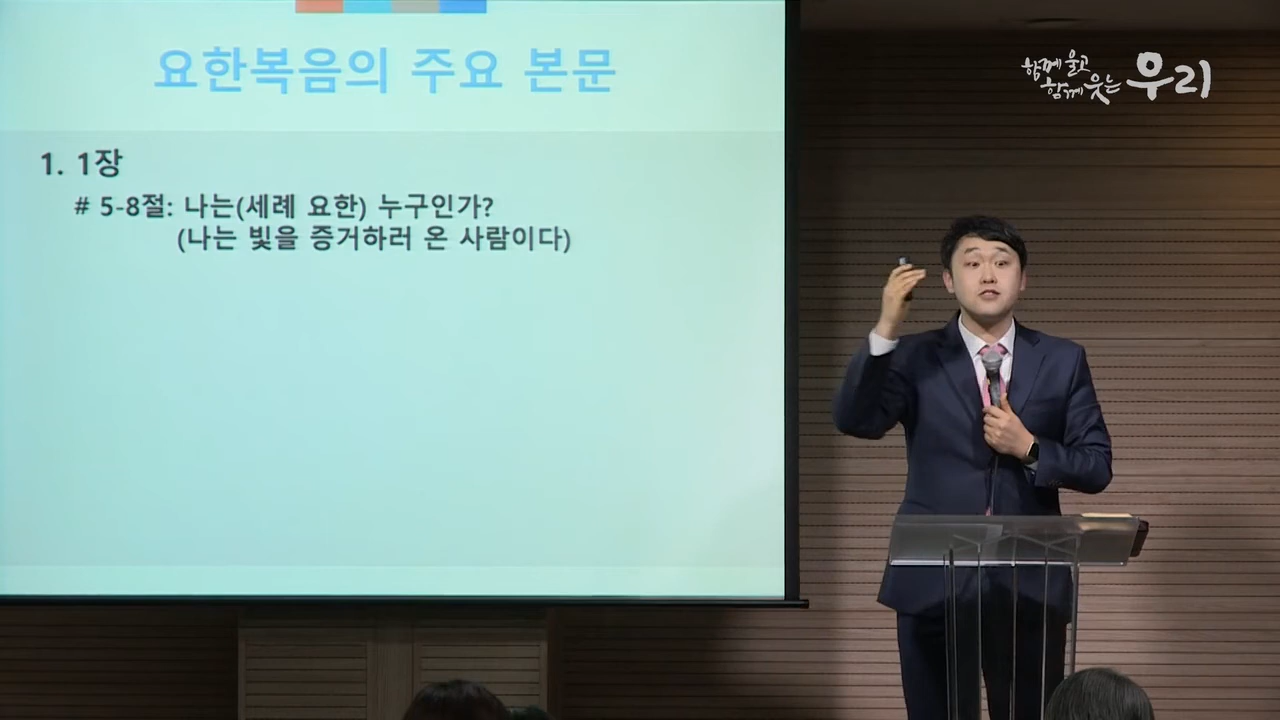 요한복음의 주요 본문
1. 1장
# 5-8절: 나는(세례 요한) 누구인가?
(나는 빛을 증거하러 온 사람이다)
함께 울고
함께 웃는 우리